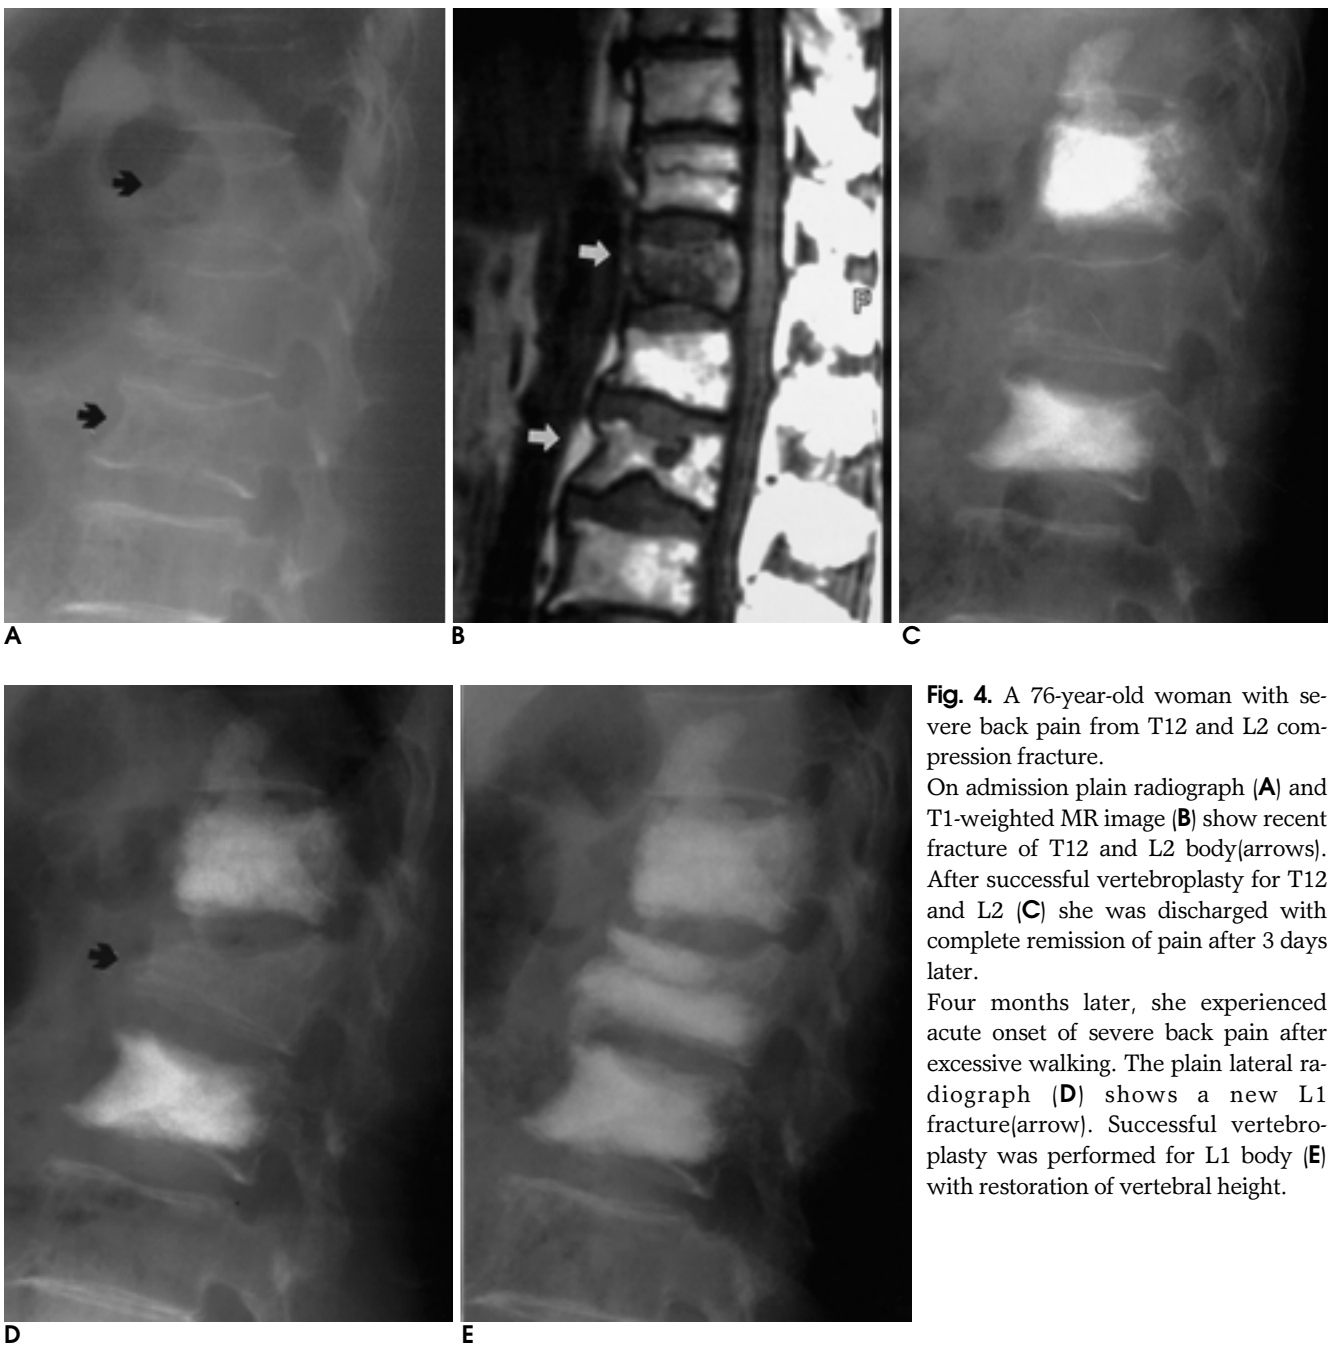 F
A
B
C
D
E
Fig. 4. A 76-year-old woman with se-
vere back pain from T12 and L2 com-
pression fracture.
On admission plain radiograph (A) and
T1-weighted MR image (B) show recent
fracture of T12 and L2 body(arrows).
After successful vertebroplasty for T12
and L2 (C) she was discharged with
complete remission of pain after 3 days
later.
Four months later, she experienced
acute onset of severe back pain after
excessive walking. The plain lateral ra-
diograph (D) shows a new L1
fracture(arrow). Successful vertebro-
plasty was performed for L1 body (E)
with restoration of vertebral height.